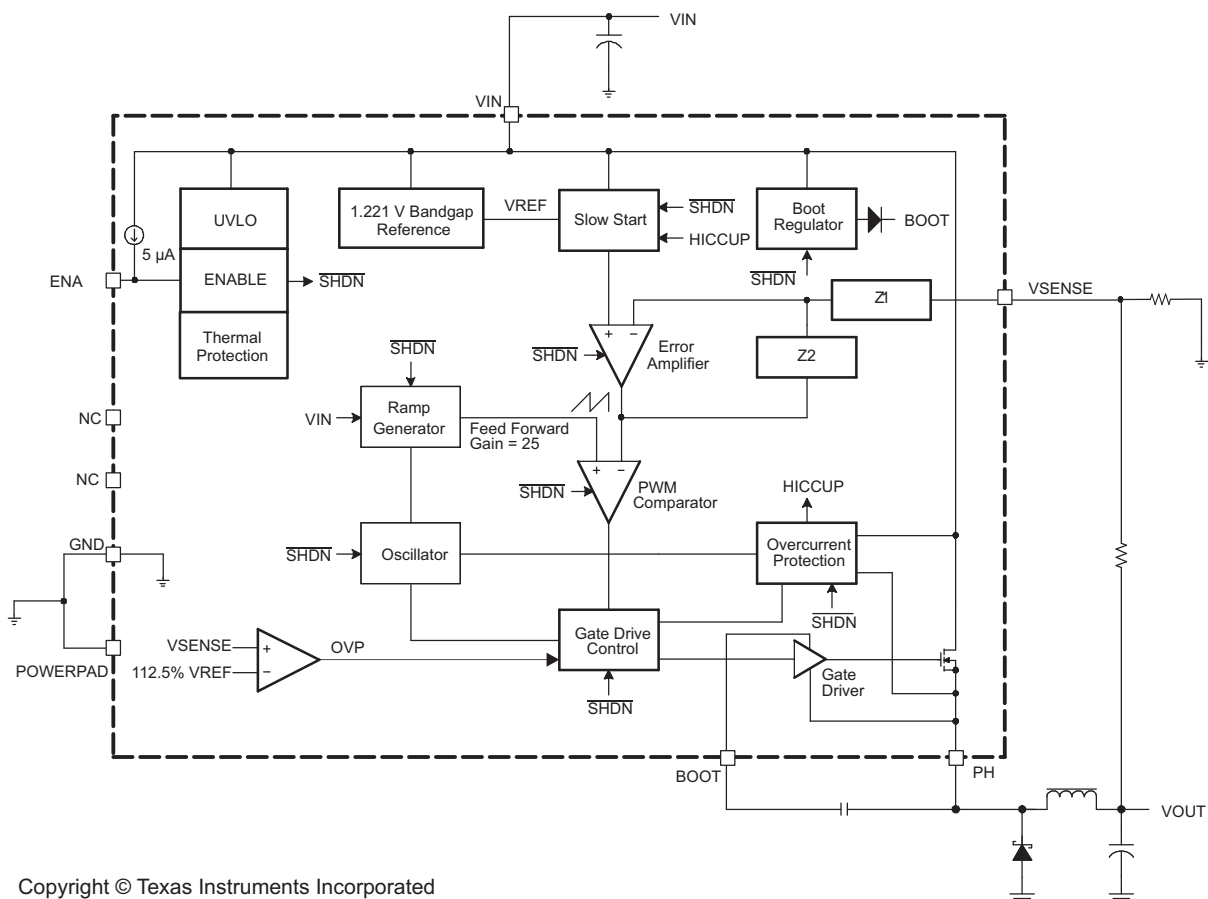 VIN
VIN
UVLO
1.221 V Bandgap
Reference
VREF
Slow Start
SHDN
HICCUP
Boot
Regulator
BOOT
SHDN
5 µA
ENA
ENABLE
SHDN
Thermal
Protection
Z1
VSENSE
Z2
+ −
Error
Amplifier
SHDN
SHDN
VIN
Ramp
Generator
Feed Forward
Gain = 25
NC
NC
+ −
SHDN
PWM
Comparator
HICCUP
GND
SHDN
Oscillator
Overcurrent
Protection
SHDN
POWERPAD
VSENSE
+
112.5% VREF
−
OVP
Gate Drive
Control
SHDN
Gate
Driver
BOOT
PH
VOUT
Copyright © Texas Instruments Incorporated